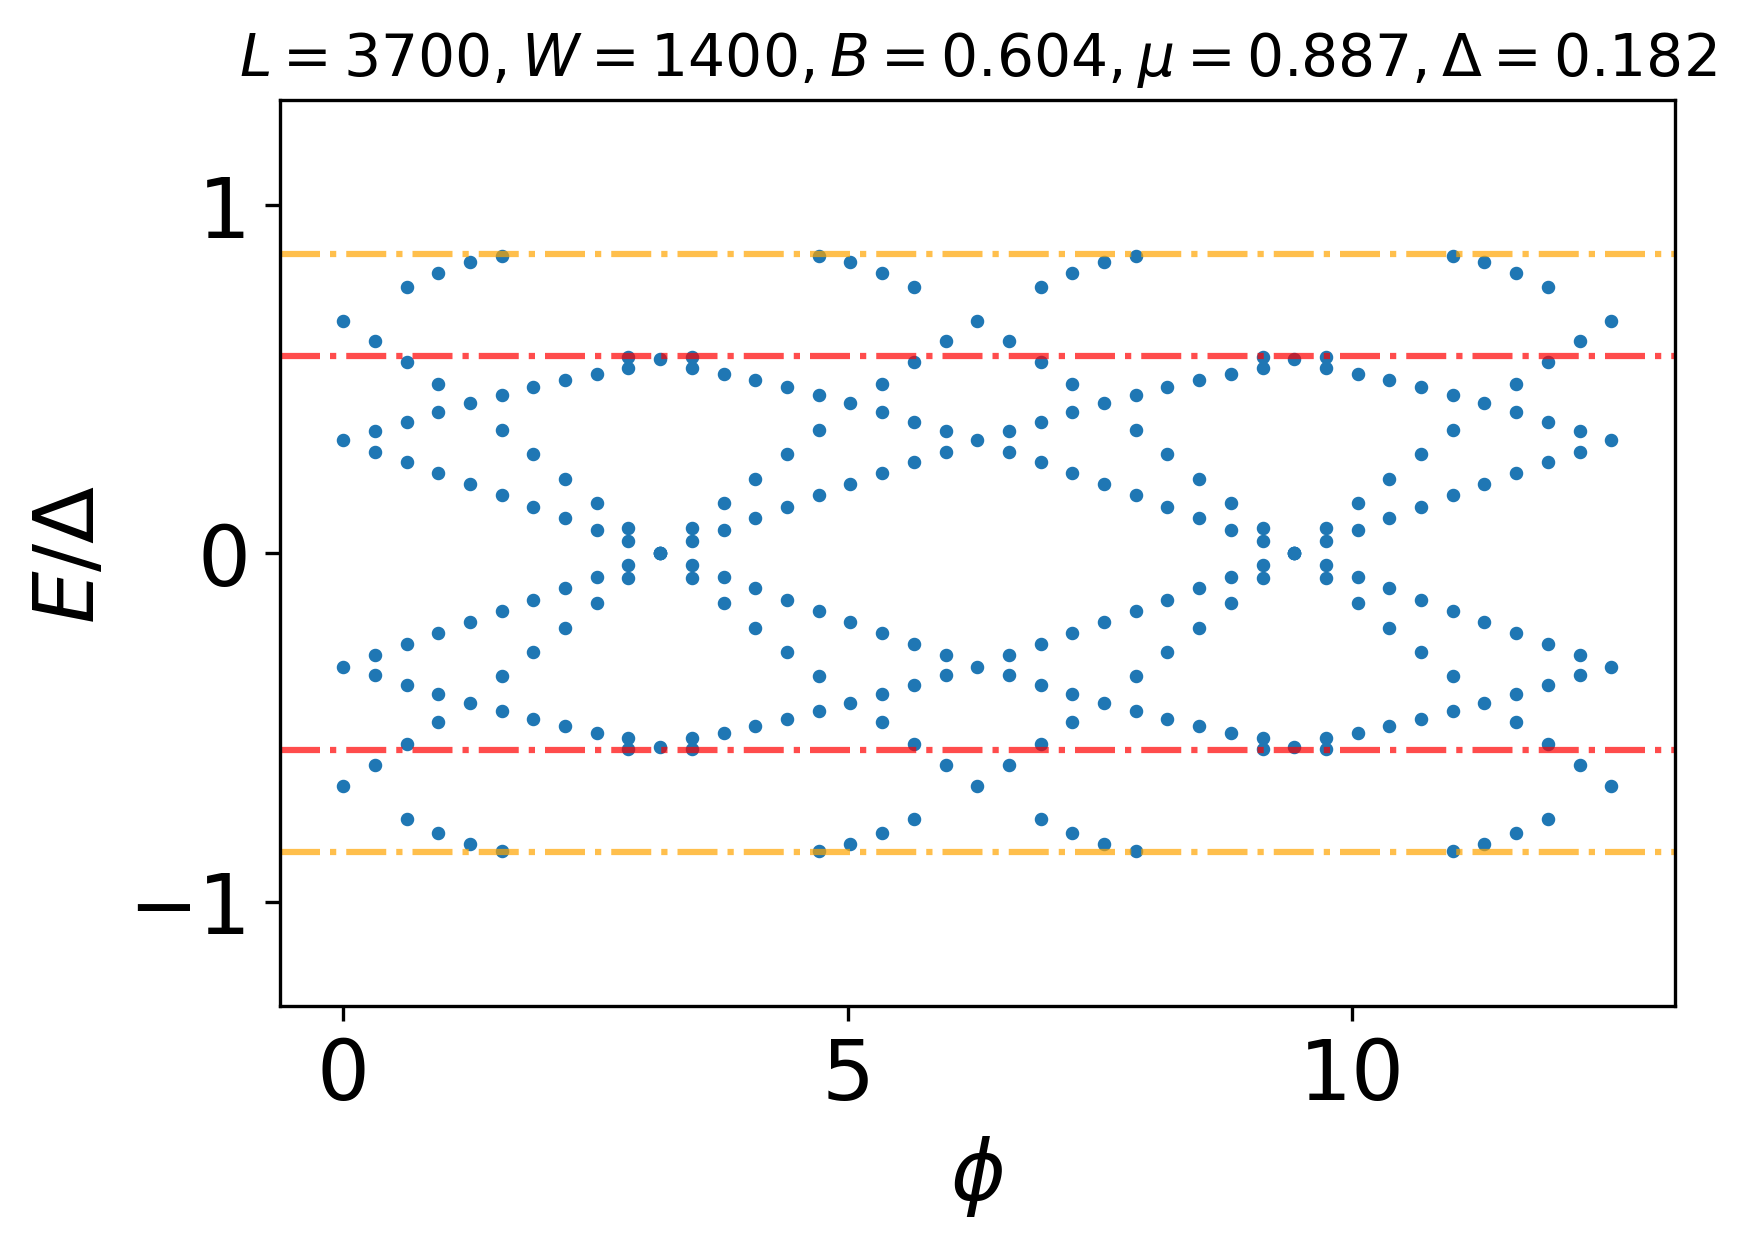 L = 3700, W = 1400, B = 0.604, μ = 0.887, Δ = 0.182
E/Δ
1
0
−1
0
5
10
ϕ